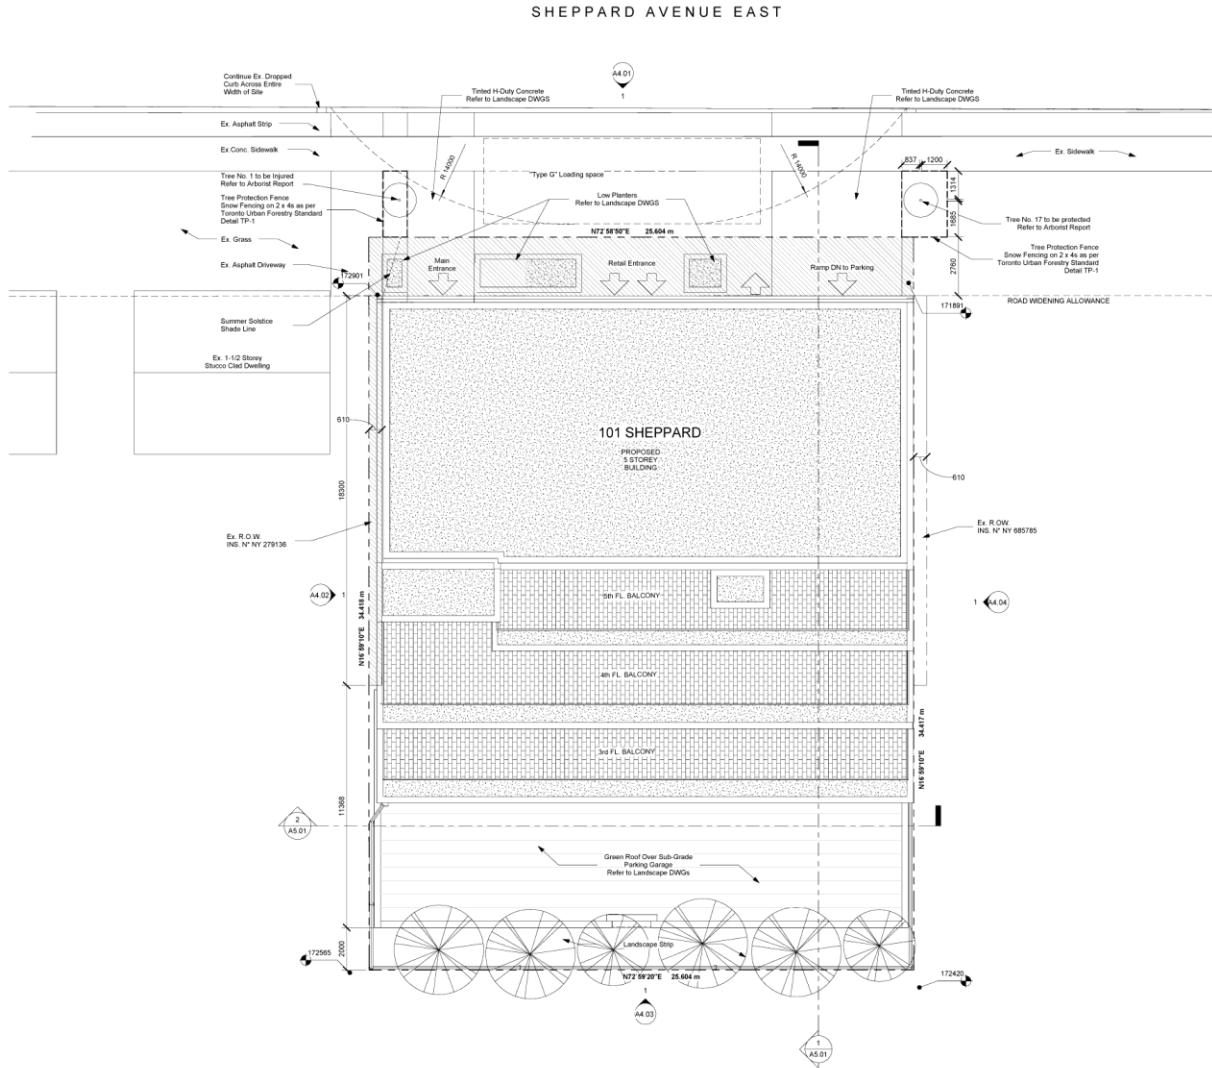 SHEPPARD AVENUE EAST
A4.01
1
Continue Ex. Dropped
Curb Across Entire
Width of Site
Tinted H-Duty Concrete
Refer to Landscape DWGS
Tinted H-Duty Concrete
Refer to Landscape DWGS
Ex. Asphalt Strip
Ex.Conc. Sidewalk
Ex. Sidewalk
R 14000
R 14000
837
1200
1314
1685
2760
"Type G" Loading space
Tree No. 1 to be Injured
Refer to Arborist Report
Tree Protection Fence
Snow Fencing on 2 x 4s as per
Toronto Urban Forestry Standard
Detail TP-1
Low Planters
Refer to Landscape DWGS
Tree No. 17 to be protected
Refer to Arborist Report
N72°58'50"E 25.604 m
Ex. Grass
Tree Protection Fence
Snow Fencing on 2 x 4s as per
Toronto Urban Forestry Standard
Detail TP-1
Ex. Asphalt Driveway
172901
Main
Entrance
Retail Entrance
Ramp DN to Parking
ROAD WIDENING ALLOWANCE
171891
Summer Solstice
Shade Line
Ex. 1-1/2 Storey
Stucco Clad Dwelling
610
101 SHEPPARD
PROPOSED
5 STOREY
BUILDING
610
18300
Ex. R.O.W.
INS. N° NY 279136
Ex. R.OW.
INS. N° NY 685785
A4.02
1
5th FL. BALCONY
1
A4.04
N16°59'10"E 34.418 m
4th FL. BALCONY
N16°59'10"E 34.417 m
3rd FL. BALCONY
11368
2
A5.01
Green Roof Over Sub-Grade
Parking Garage
Refer to Landscape DWGs
2000
Landscape Strip
172565
N72°59'20"E 25.604 m
172420
1
A4.03
1
A5.01